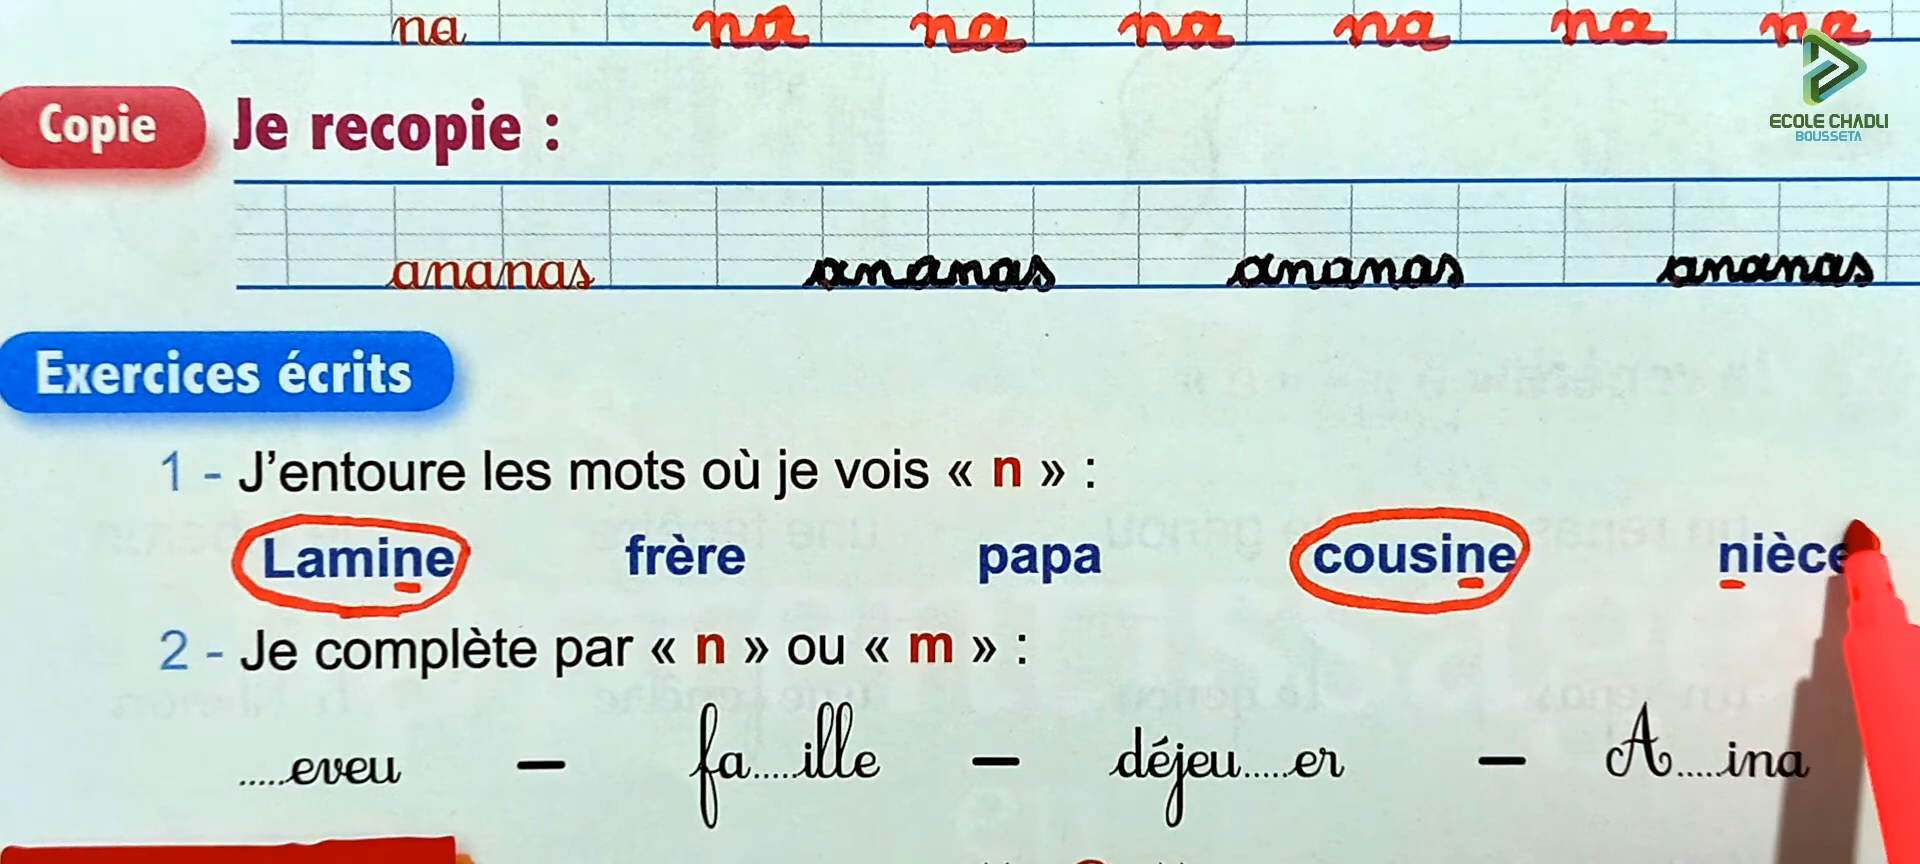 na na na na na na na
ECOLE CHADLI
BOUSSETA
Copie Je recopie :
ananas ananas ananas ananas
Exercices écrits
1 - J'entoure les mots où je vois « n » :
Lamine frère papa cousine nièce
2 - Je complète par « n » ou « m » :
.....eveu — fa.....ille — déjeu.....er — A.....ina